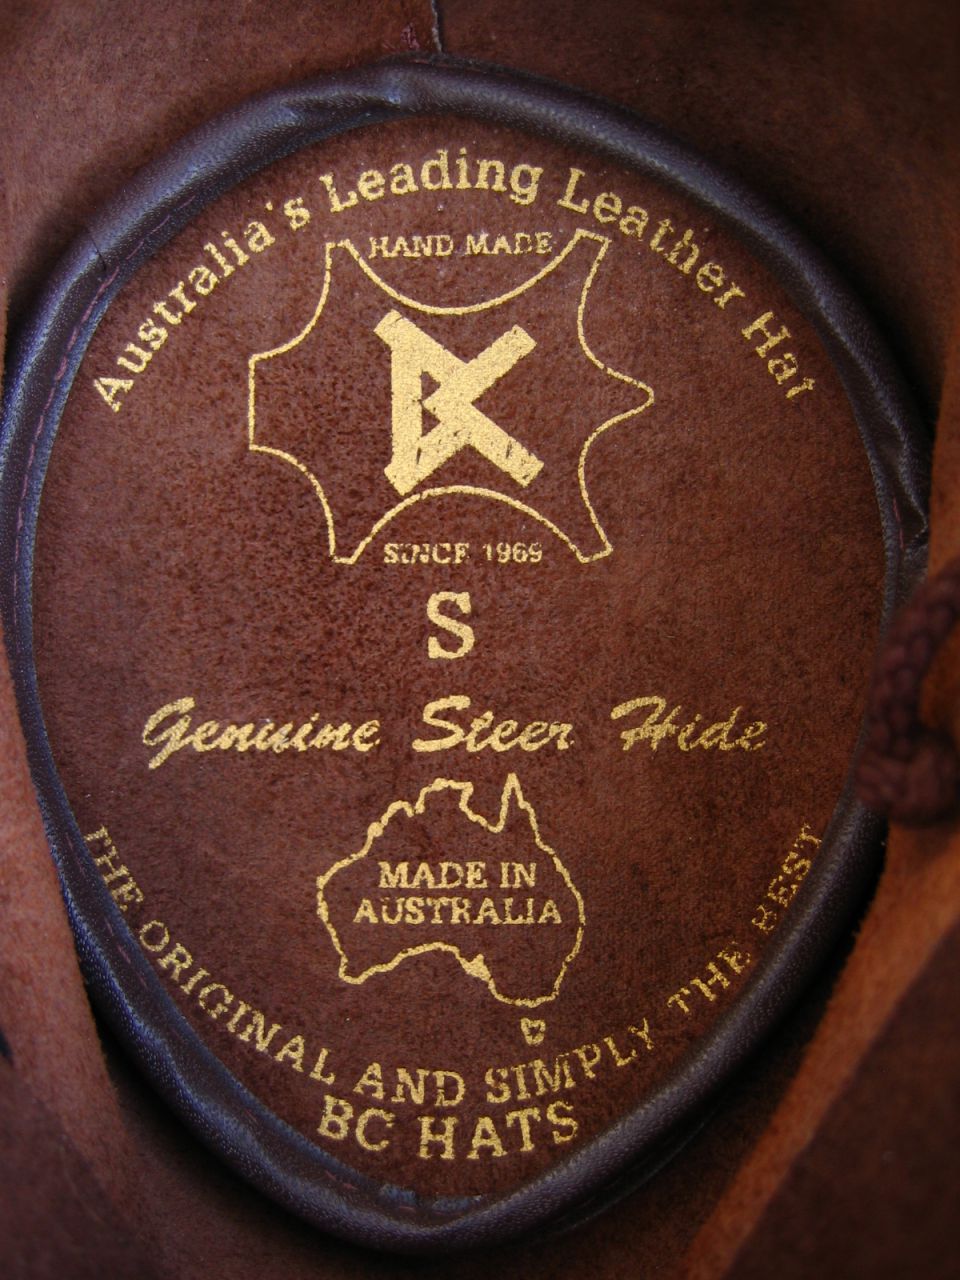 Australia's Leading Leather Hat
HAND MADE
SINCE 1969
S
Genuine Steer Hide
MADE IN
AUSTRALIA
THE ORIGINAL AND SIMPLY THE BEST
BC HATS